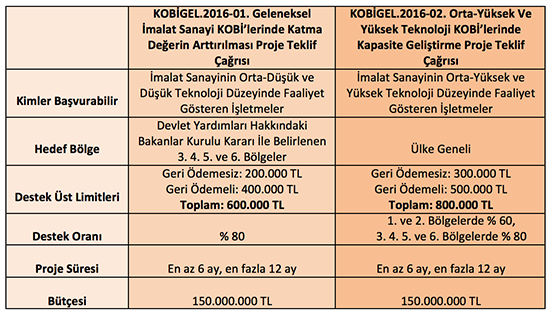 KOBİGEL.2016-01. Geleneksel
İmalat Sanayi KOBİ'lerinde Katma
Değerin Arttırılması Proje Teklif
Çağrısı
KOBİGEL.2016-02. Orta-Yüksek Ve
Yüksek Teknoloji KOBİ'lerinde
Kapasite Geliştirme Proje Teklif
Çağrısı
Kimler Başvurabilir
İmalat Sanayinin Orta-Düşük ve
Düşük Teknoloji Düzeyinde Faaliyet
Gösteren İşletmeler
İmalat Sanayinin Orta-Yüksek ve
Yüksek Teknoloji Düzeyinde Faaliyet
Gösteren İşletmeler
Hedef Bölge
Devlet Yardımları Hakkındaki
Bakanlar Kurulu Kararı İle Belirlenen
3. 4. 5. ve 6. Bölgeler
Ülke Geneli
Destek Üst Limitleri
Geri Ödemesiz: 200.000 TL
Geri Ödemeli: 400.000 TL
Toplam: 600.000 TL
Geri Ödemesiz: 300.000 TL
Geri Ödemeli: 500.000 TL
Toplam: 800.000 TL
Destek Oranı
% 80
1. ve 2. Bölgelerde % 60,
3. 4. 5. ve 6. Bölgelerde % 80
Proje Süresi
En az 6 ay, en fazla 12 ay
En az 6 ay, en fazla 12 ay
Bütçesi
150.000.000 TL
150.000.000 TL